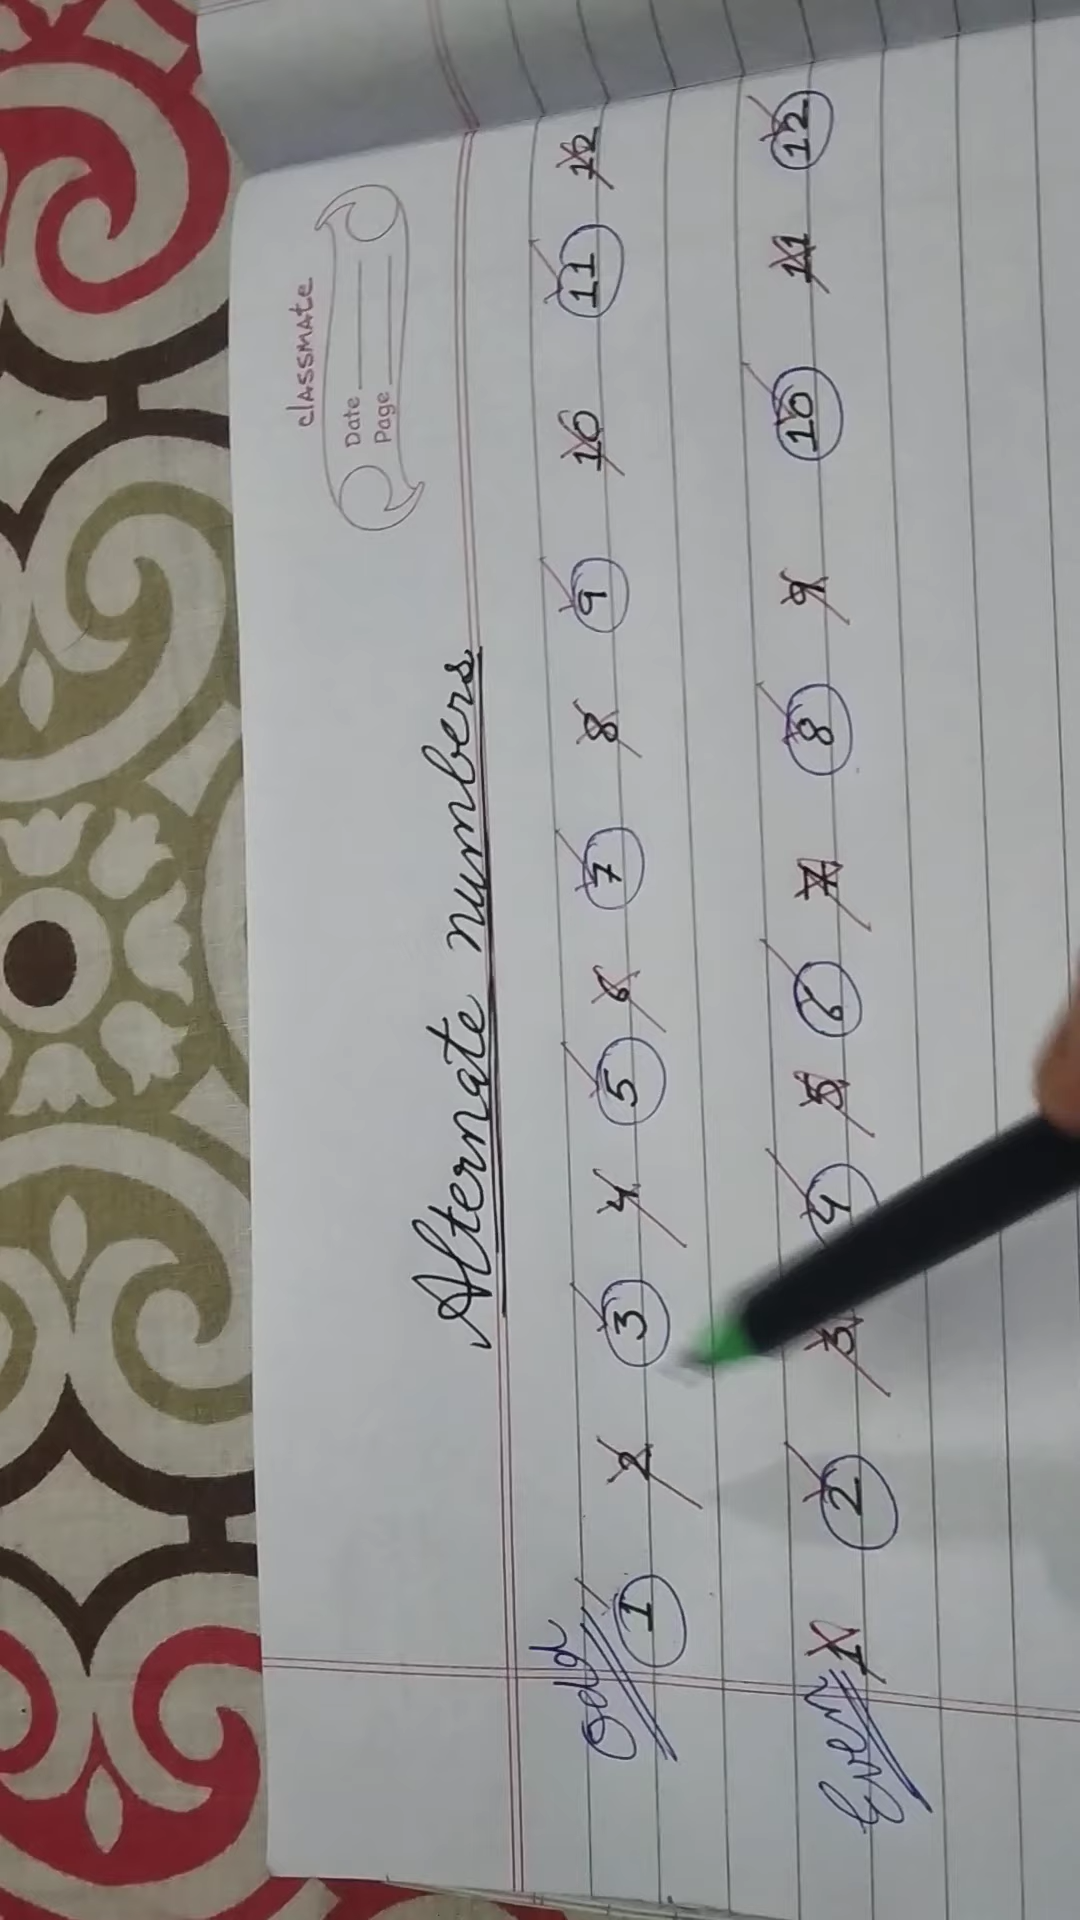 classmate
Date
Page
Alternate numbers
Odd
1 2 3 4 5 6 7 8 9 10 11 12
Even
1 2 3 4 5 6 7 8 9 10 11 12